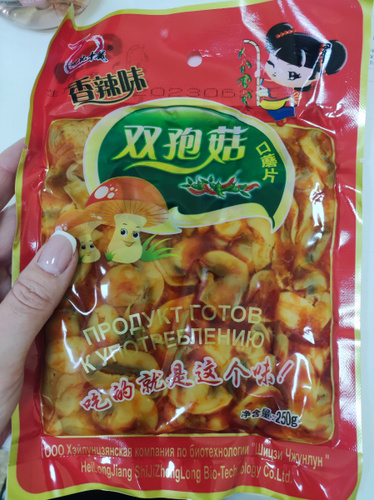 香辣味
双孢菇
口蘑片
ПРОДУКТ ГОТОВ
К УПОТРЕБЛЕНИЮ
吃的就是这个味！
净含量:250g
ООО Хэйлунцзянская компания по биотехнологии "Шицзи Чжунлун"
HeiLongJiang ShiJiZhongLong Bio-Technology Co.Ltd.